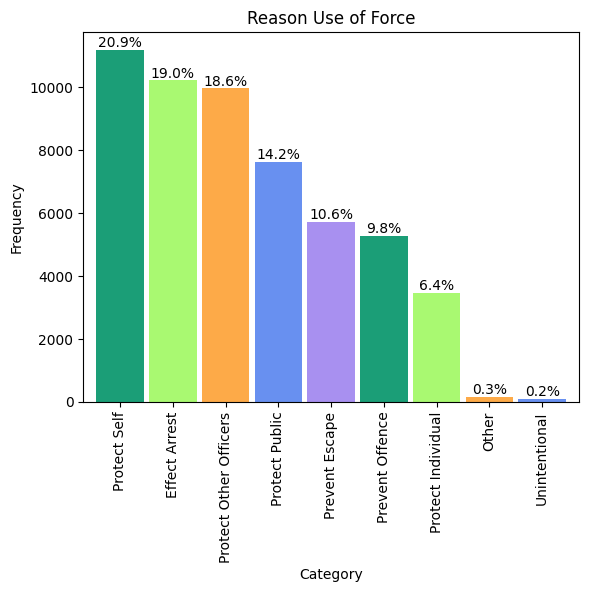 Reason Use of Force
20.9%
19.0%
18.6%
14.2%
10.6%
9.8%
6.4%
0.3%
0.2%
Frequency
10000
8000
6000
4000
2000
0
Protect Self
Effect Arrest
Protect Other Officers
Protect Public
Prevent Escape
Prevent Offence
Protect Individual
Other
Unintentional
Category